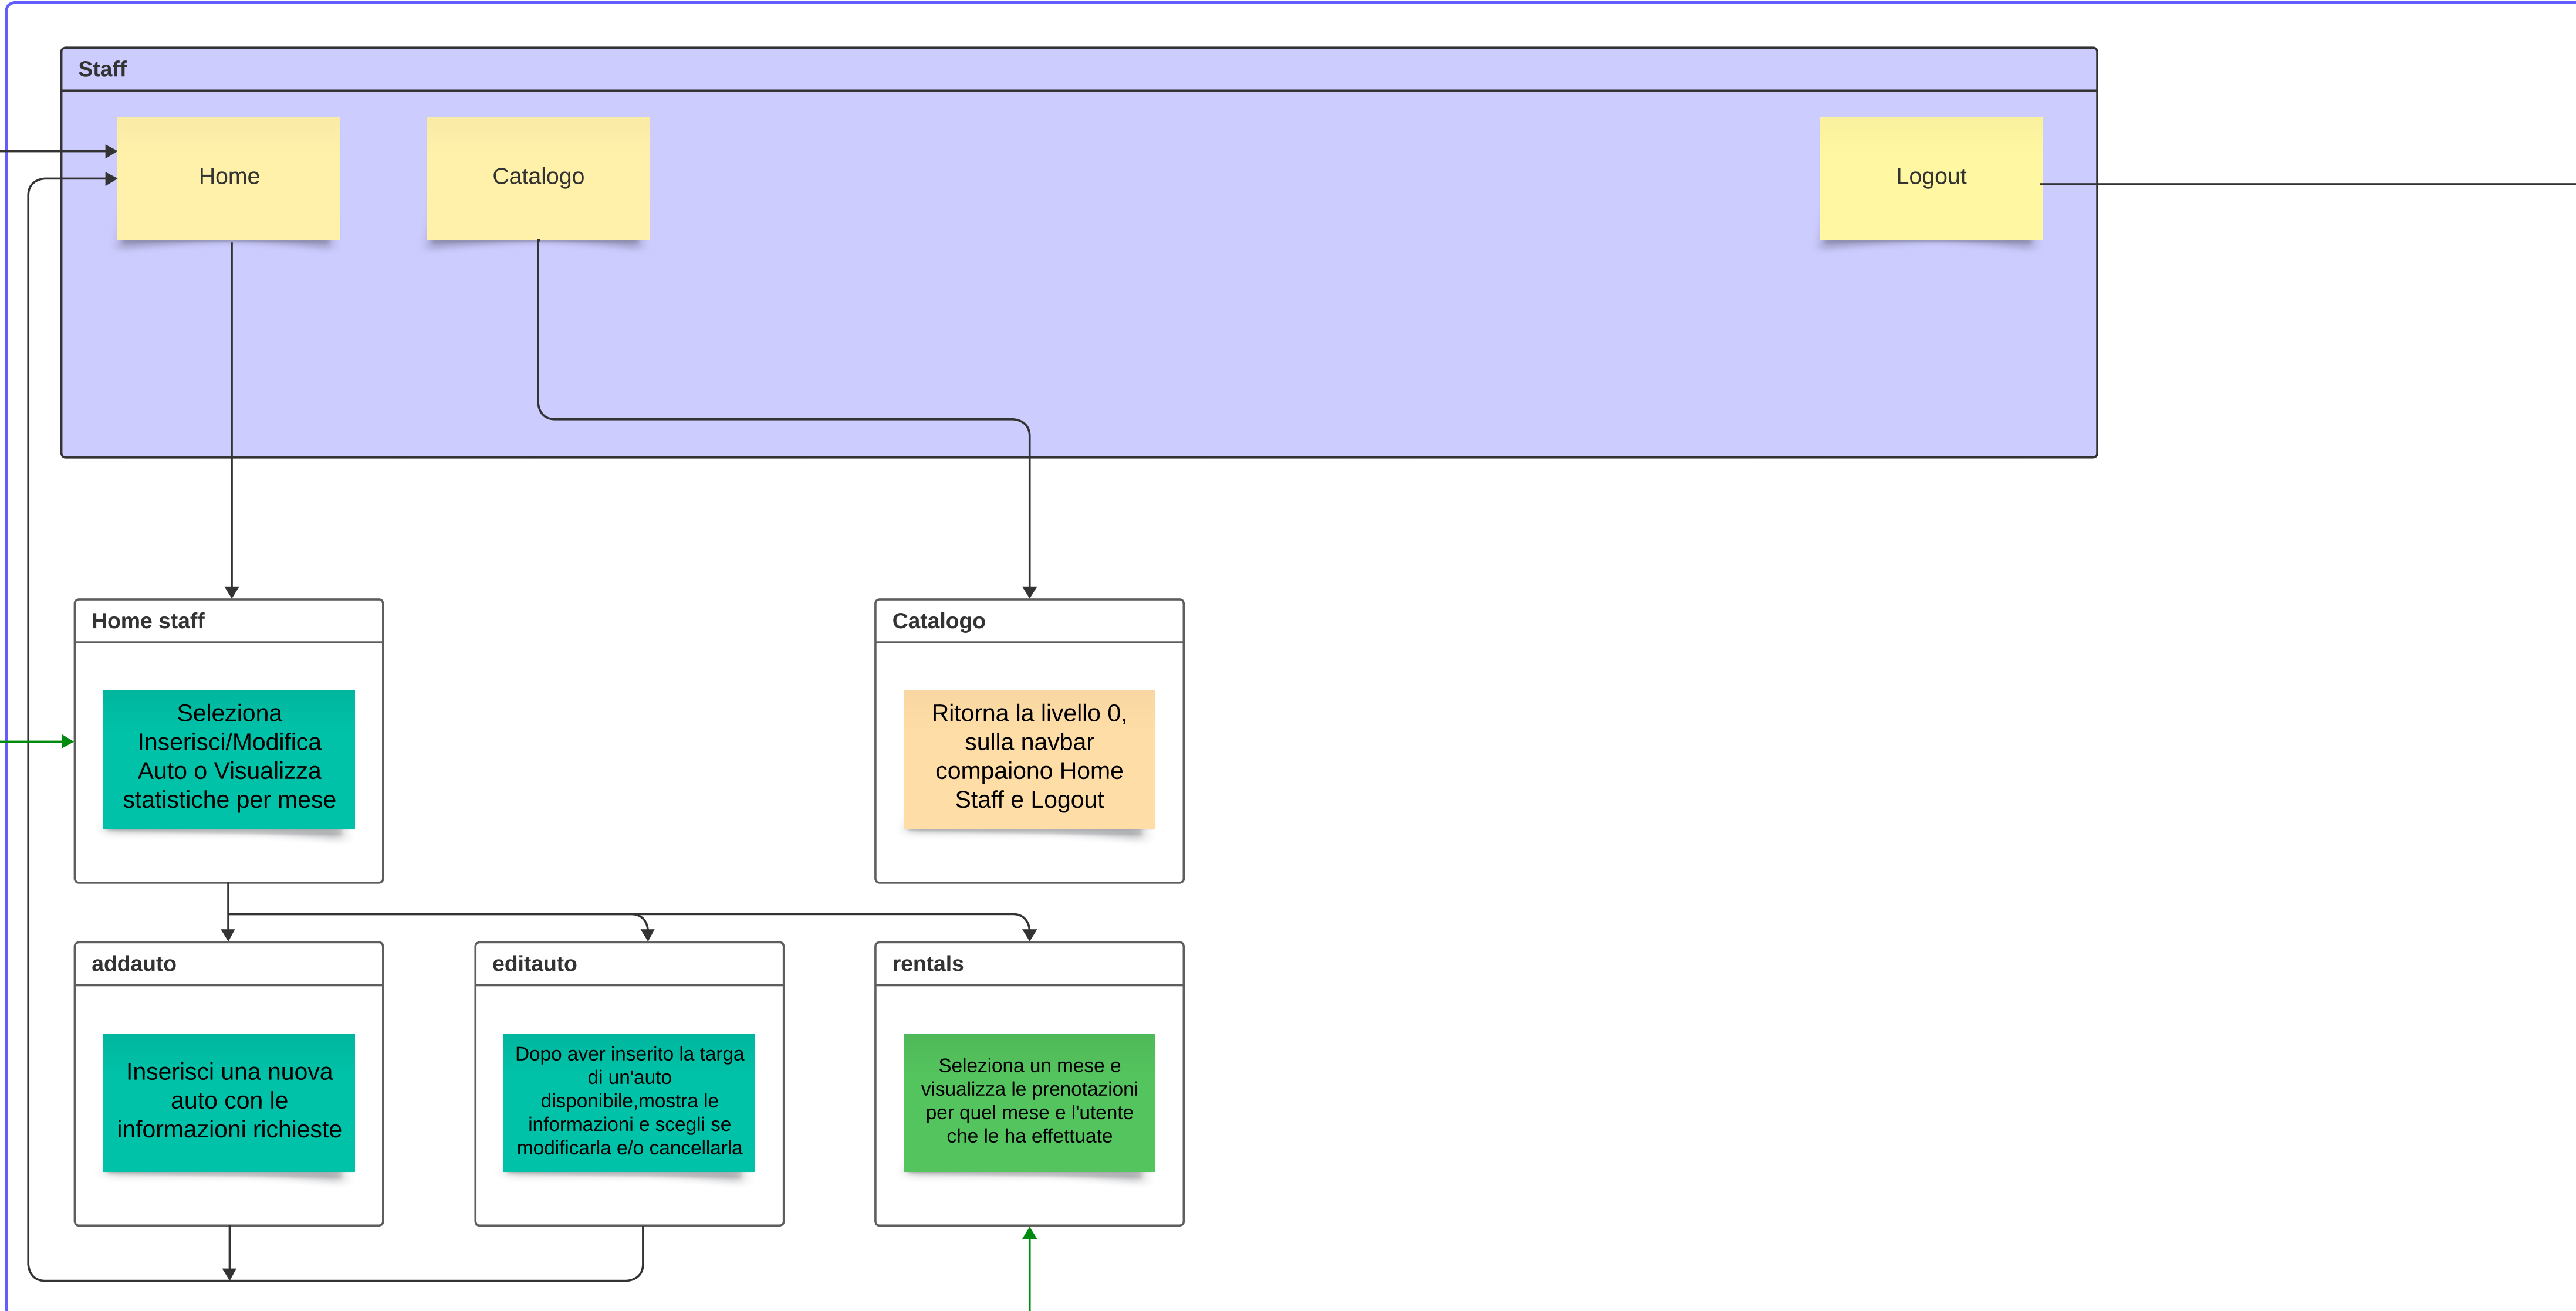 Staff
Home
Catalogo
Logout
Home staff
Seleziona
Inserisci/Modifica
Auto o Visualizza
statistiche per mese
Catalogo
Ritorna la livello 0,
sulla navbar
compaiono Home
Staff e Logout
addauto
Inserisci una nuova
auto con le
informazioni richieste
editauto
Dopo aver inserito la targa
di un'auto
disponibile,mostra le
informazioni e scegli se
modificarla e/o cancellarla
rentals
Seleziona un mese e
visualizza le prenotazioni
per quel mese e l'utente
che le ha effettuate